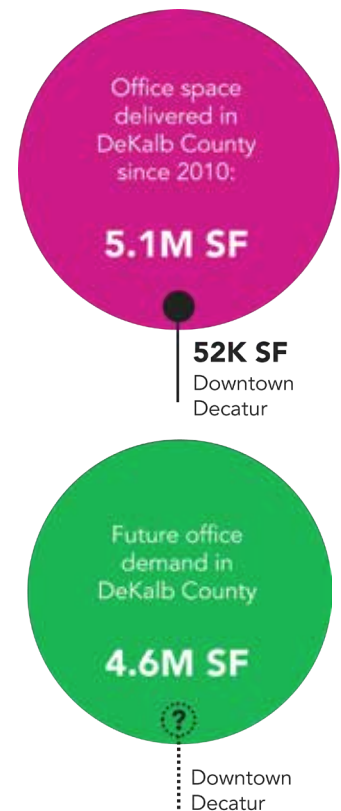 Office space
delivered in
DeKalb County
since 2010:
5.1M SF
52K SF
Downtown
Decatur
Future office
demand in
DeKalb County
4.6M SF
?
Downtown
Decatur